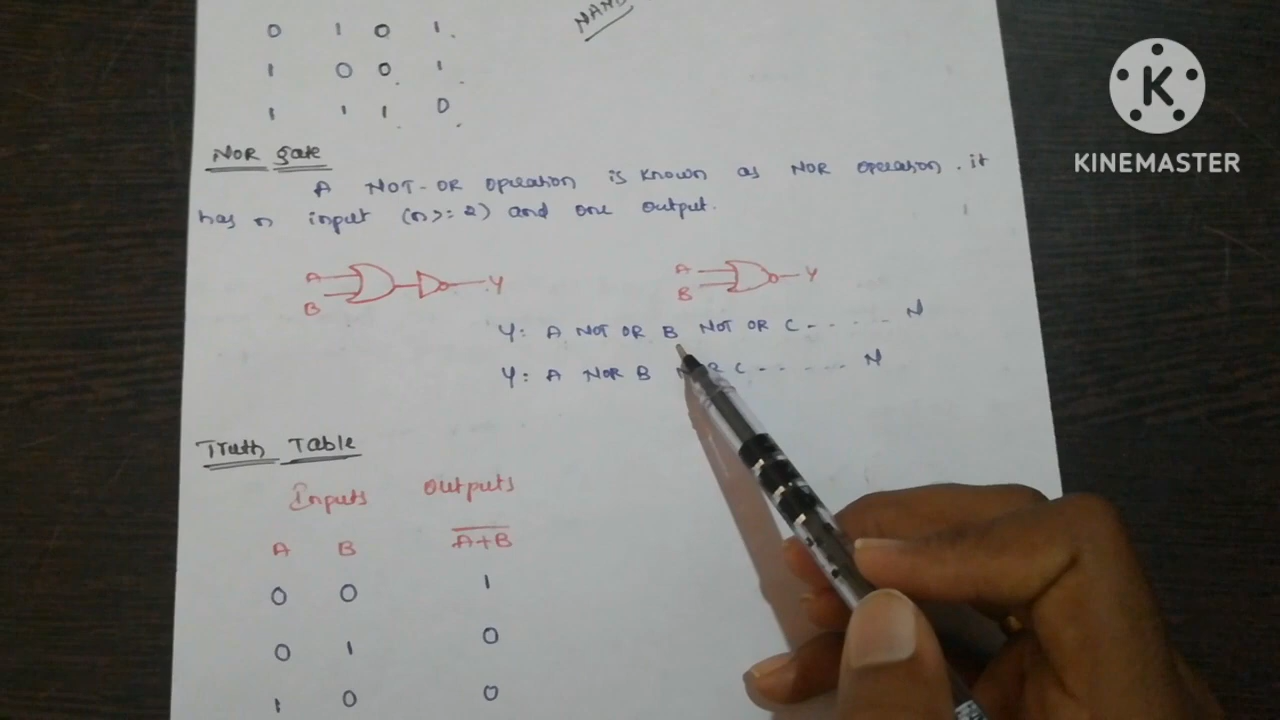 NAND
0 1 0 1
1 0 0 1
1 1 1 0
KINEMASTER
NOR gate
A NOT-OR operation is known as NOR operation. it
has n input (n>=2) and one output.
A B Y
A B Y
Y: A NOT OR B NOT OR C - - - - - N
Y: A NOR B NOR C - - - - - N
Truth Table
Inputs Outputs
A B A+B
0 0 1
0 1 0
1 0 0